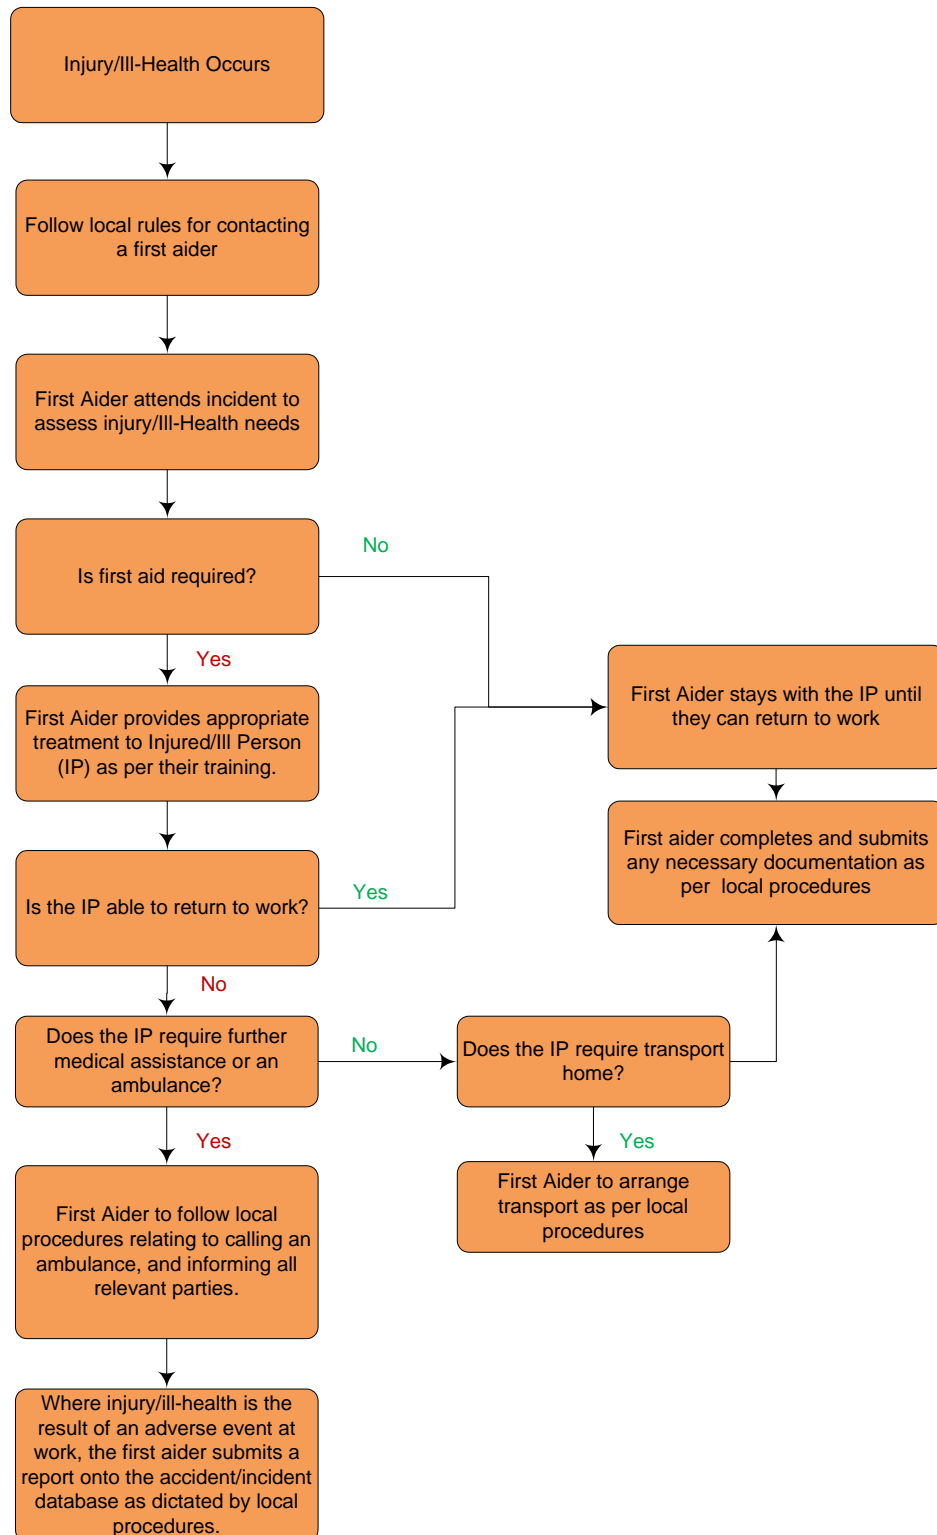 Injury/Ill-Health Occurs
Follow local rules for contacting
a first aider
First Aider attends incident to
assess injury/Ill-Health needs
No
Is first aid required?
Yes
First Aider stays with the IP until
they can return to work
First Aider provides appropriate
treatment to Injured/Ill Person
(IP) as per their training.
First aider completes and submits
any necessary documentation as
per local procedures
Is the IP able to return to work?
Yes
No
Does the IP require further
medical assistance or an
ambulance?
No
Does the IP require transport
home?
Yes
Yes
First Aider to arrange
transport as per local
procedures
First Aider to follow local
procedures relating to calling an
ambulance, and informing all
relevant parties.
Where injury/ill-health is the
result of an adverse event at
work, the first aider submits a
report onto the accident/incident
database as dictated by local
procedures.